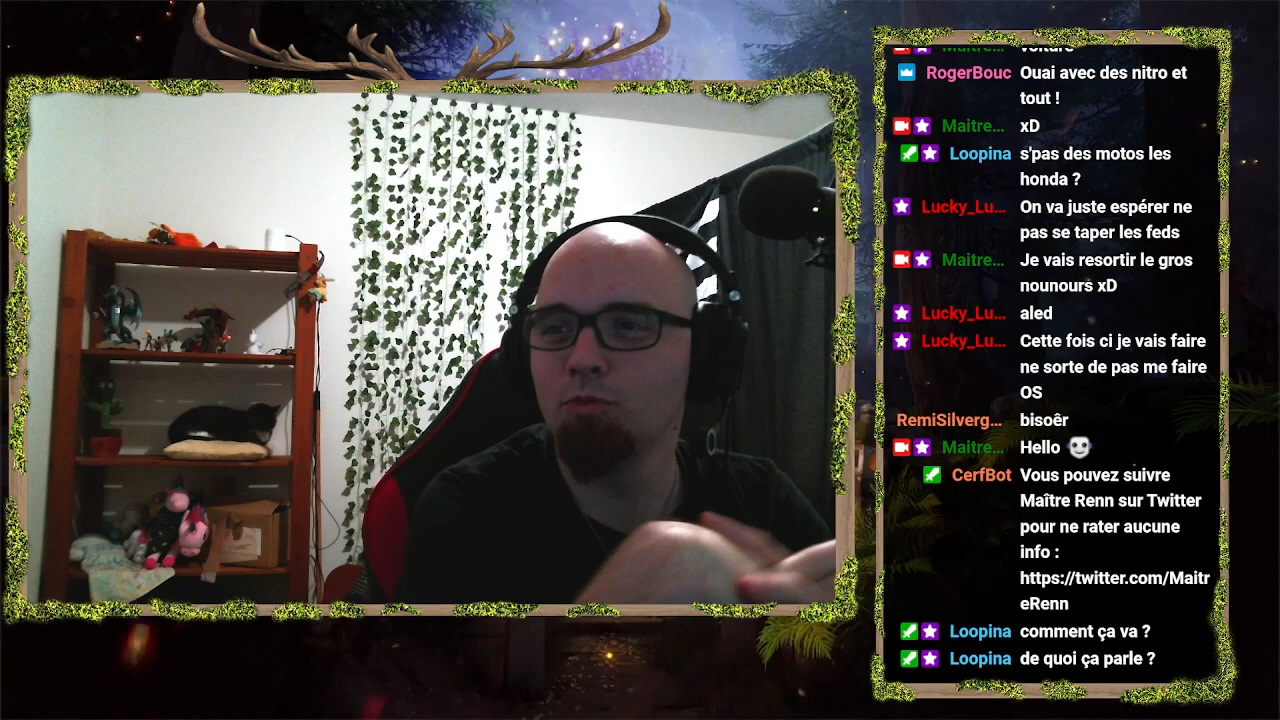 Maitre... voiture
RogerBouc Ouai avec des nitro et
tout !
Maitre... xD
Loopina s'pas des motos les
honda ?
Lucky_Lu... On va juste espérer ne
pas se taper les feds
Maitre... Je vais resortir le gros
nounours xD
Lucky_Lu... aled
Lucky_Lu... Cette fois ci je vais faire
ne sorte de pas me faire
OS
RemiSilverg... bisoêr
Maitre... Hello
CerfBot Vous pouvez suivre
Maître Renn sur Twitter
pour ne rater aucune
info :
https://twitter.com/Maitr
eRenn
Loopina comment ça va ?
Loopina de quoi ça parle ?